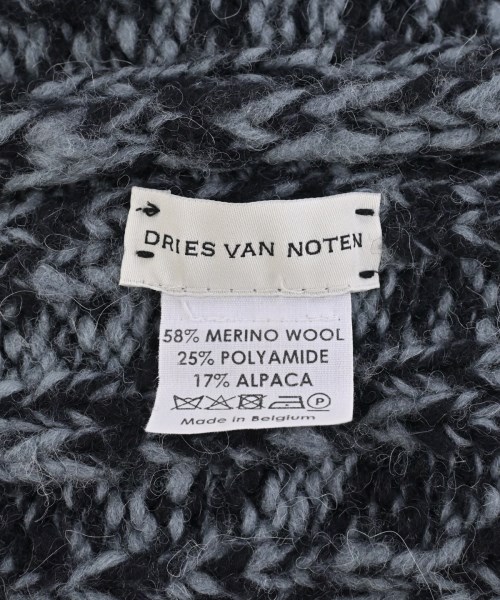 DRIES VAN NOTEN
58% MERINO WOOL
25% POLYAMIDE
17% ALPACA
P
Made in Belgium